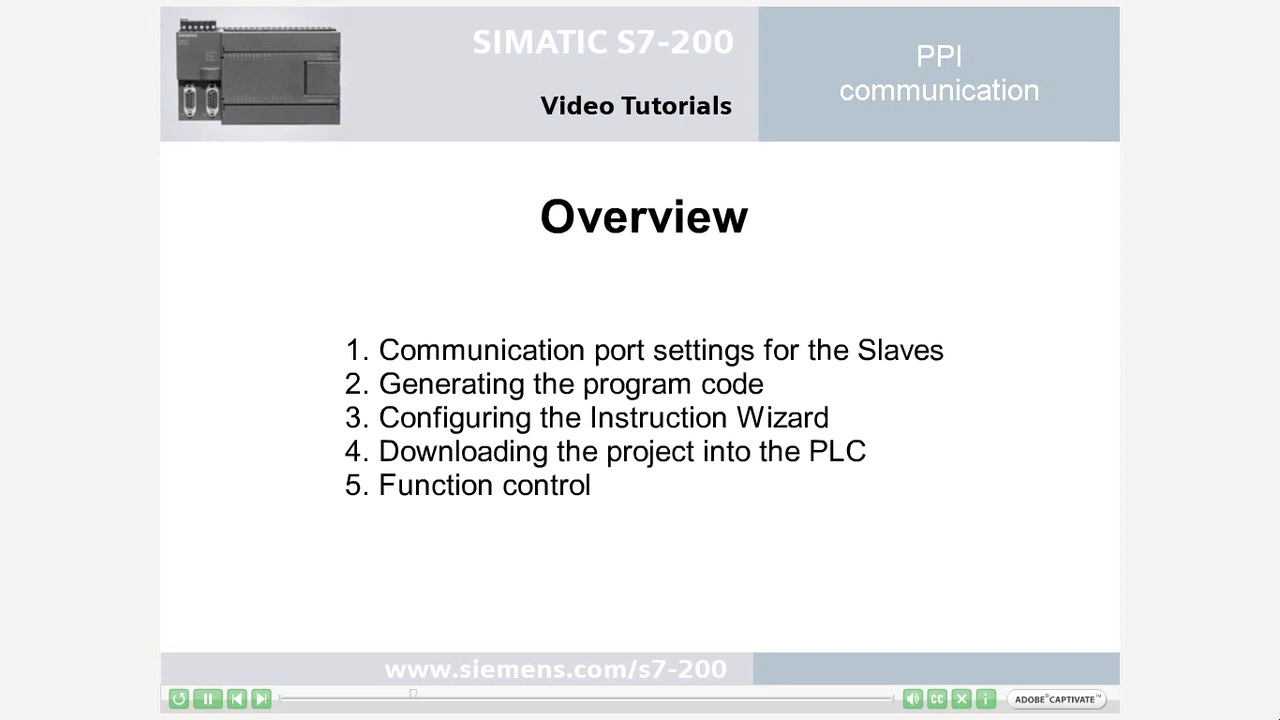 SIMATIC S7-200
Video Tutorials
PPI
communication
Overview
1. Communication port settings for the Slaves
2. Generating the program code
3. Configuring the Instruction Wizard
4. Downloading the project into the PLC
5. Function control
www.siemens.com/s7-200
CC
ADOBE® CAPTIVATE™